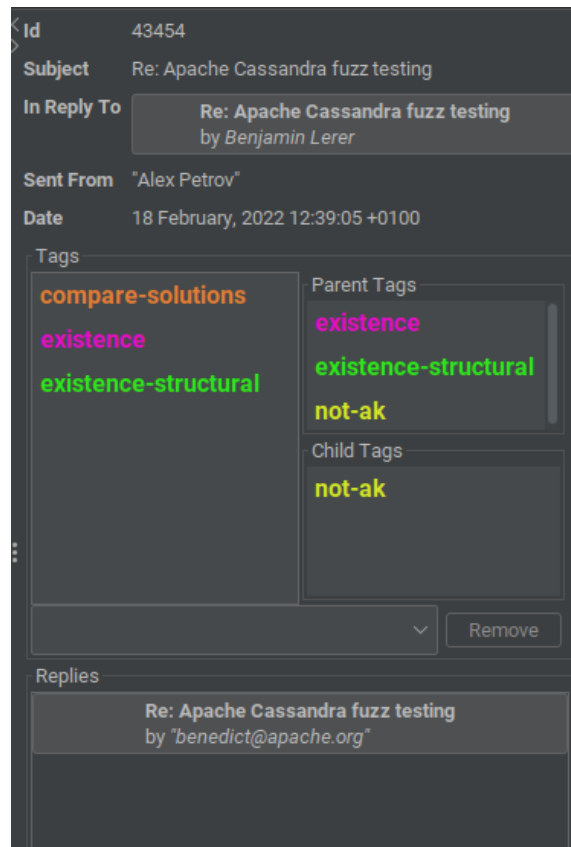 Id 43454
Subject Re: Apache Cassandra fuzz testing
In Reply To Re: Apache Cassandra fuzz testing
by Benjamin Lerer
Sent From "Alex Petrov"
Date 18 February, 2022 12:39:05 +0100
Tags
compare-solutions
existence
existence-structural
Parent Tags
existence
existence-structural
not-ak
Child Tags
not-ak
Remove
Replies
Re: Apache Cassandra fuzz testing
by "benedict@apache.org"